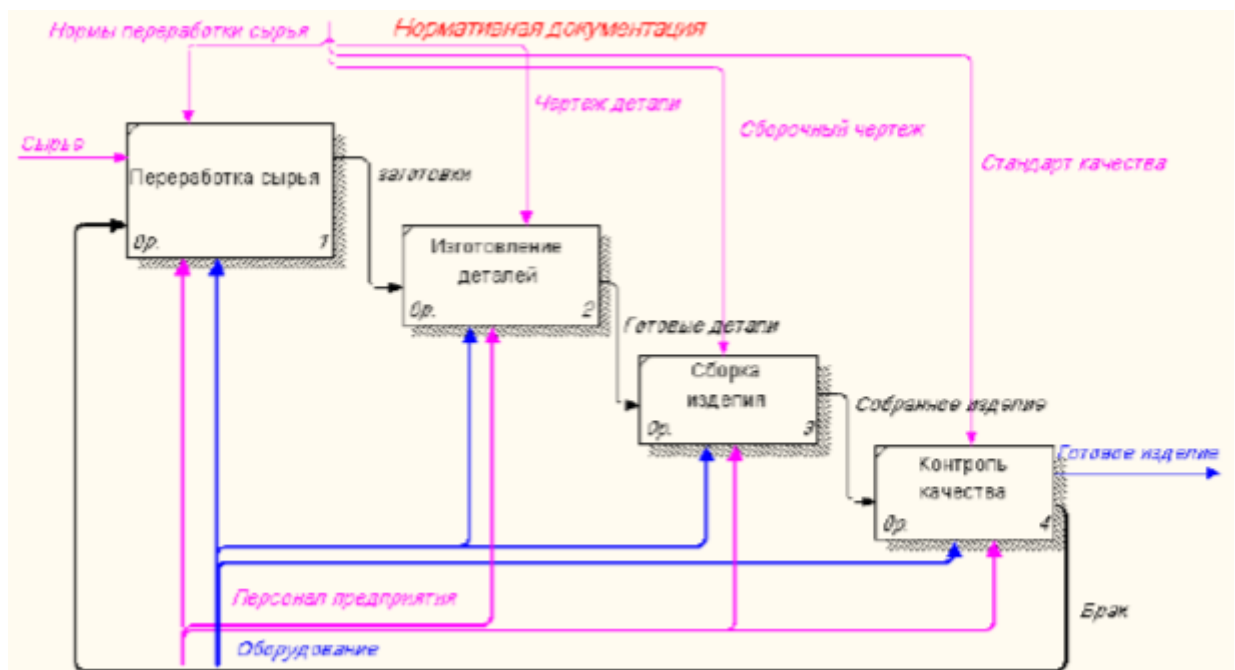 Нормы переработки сырья
Нормативная документация
Чертеж детали
Сборочный чертеж
Стандарт качества
Сырье
Переработка сырья
0р.
1
заготовки
Изготовление
деталей
0р.
2
Готовые детали
Сборка
изделия
0р.
3
Собранное изделие
Контроль
качества
0р.
4
Готовое изделие
Персонал предприятия
Оборудование
Брак